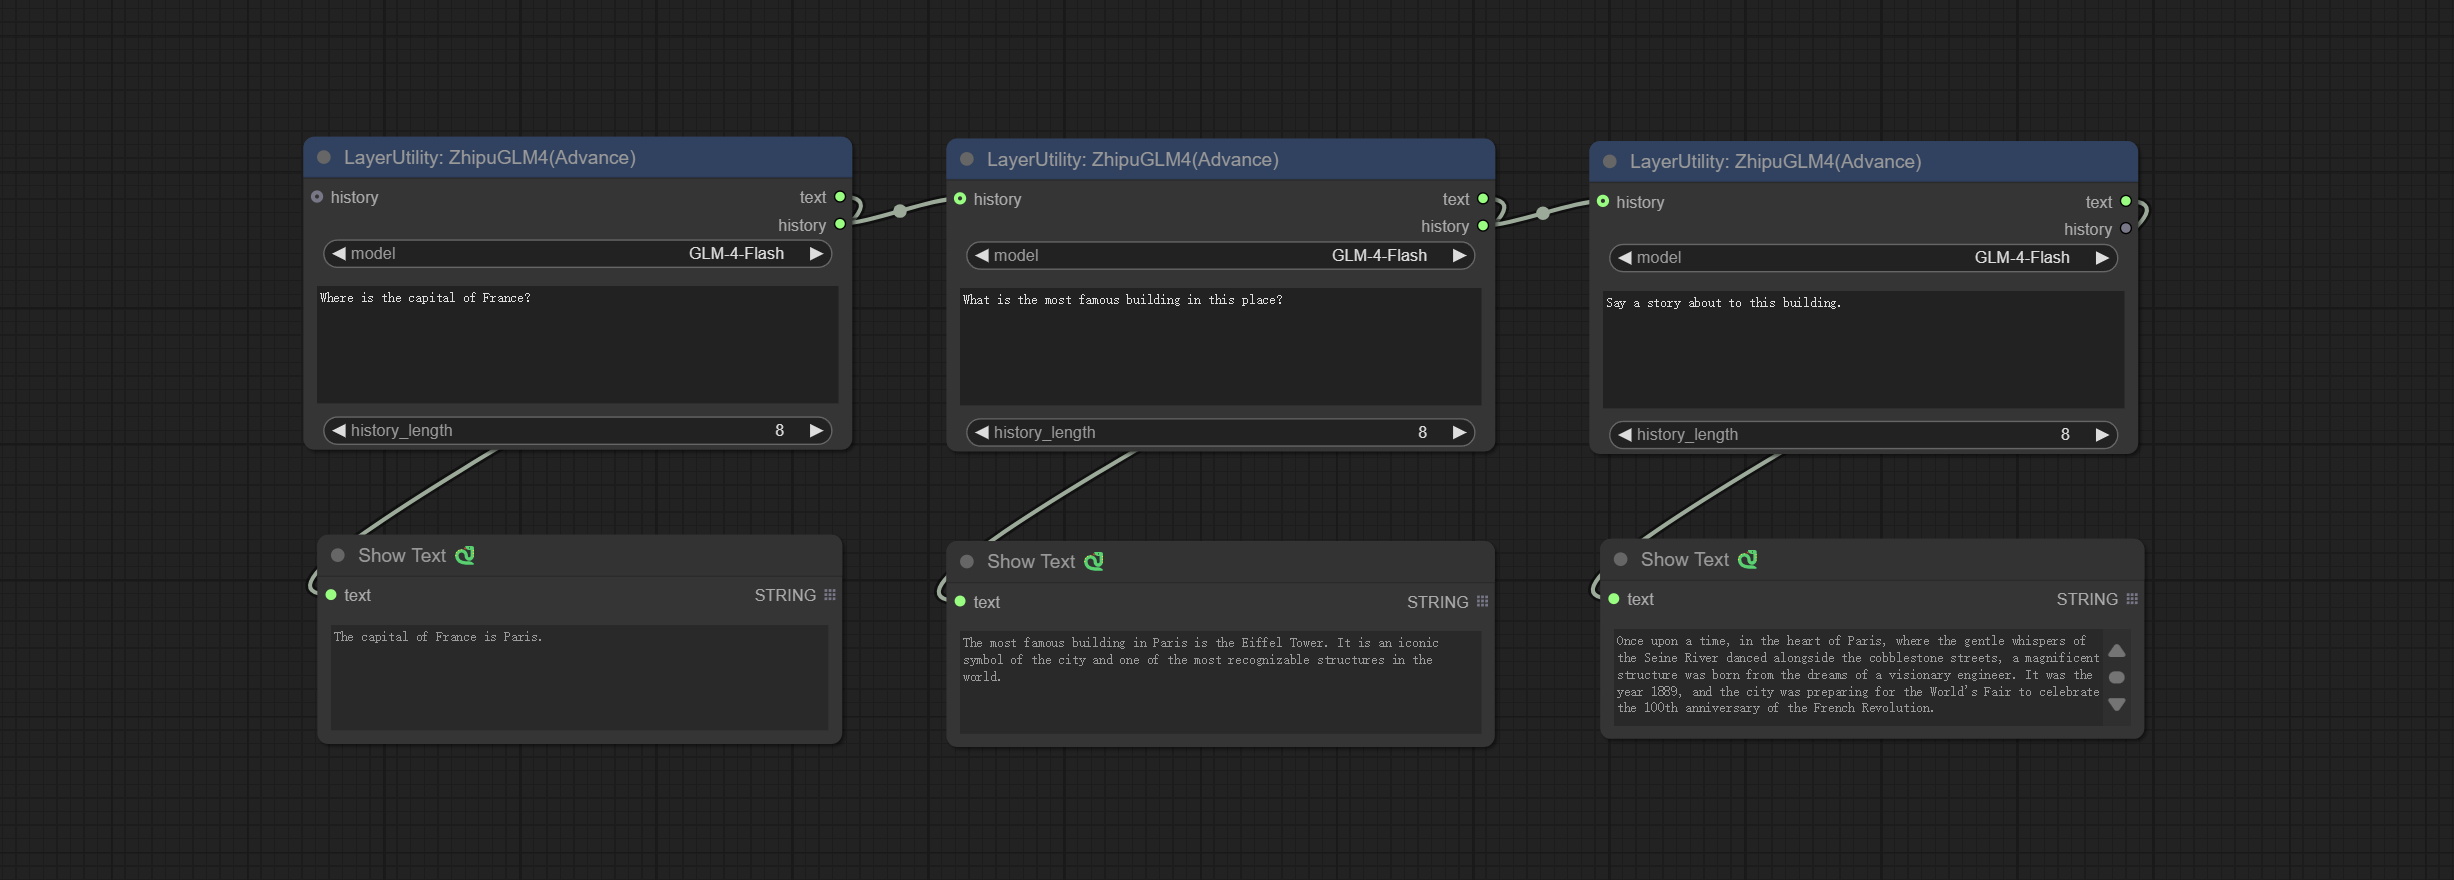 LayerUtility: ZhipuGLM4(Advance)
history
text
history
model
GLM-4-Flash
Where is the capital of France?
history_length
8
LayerUtility: ZhipuGLM4(Advance)
history
text
history
model
GLM-4-Flash
What is the most famous building in this place?
history_length
8
LayerUtility: ZhipuGLM4(Advance)
history
text
history
model
GLM-4-Flash
Say a story about to this building.
history_length
8
Show Text
text
STRING
The capital of France is Paris.
Show Text
text
STRING
The most famous building in Paris is the Eiffel Tower. It is an iconic
symbol of the city and one of the most recognizable structures in the
world.
Show Text
text
STRING
Once upon a time, in the heart of Paris, where the gentle whispers of
the Seine River danced alongside the cobblestone streets, a magnificent
structure was born from the dreams of a visionary engineer. It was the
year 1889, and the city was preparing for the World's Fair to celebrate
the 100th anniversary of the French Revolution.